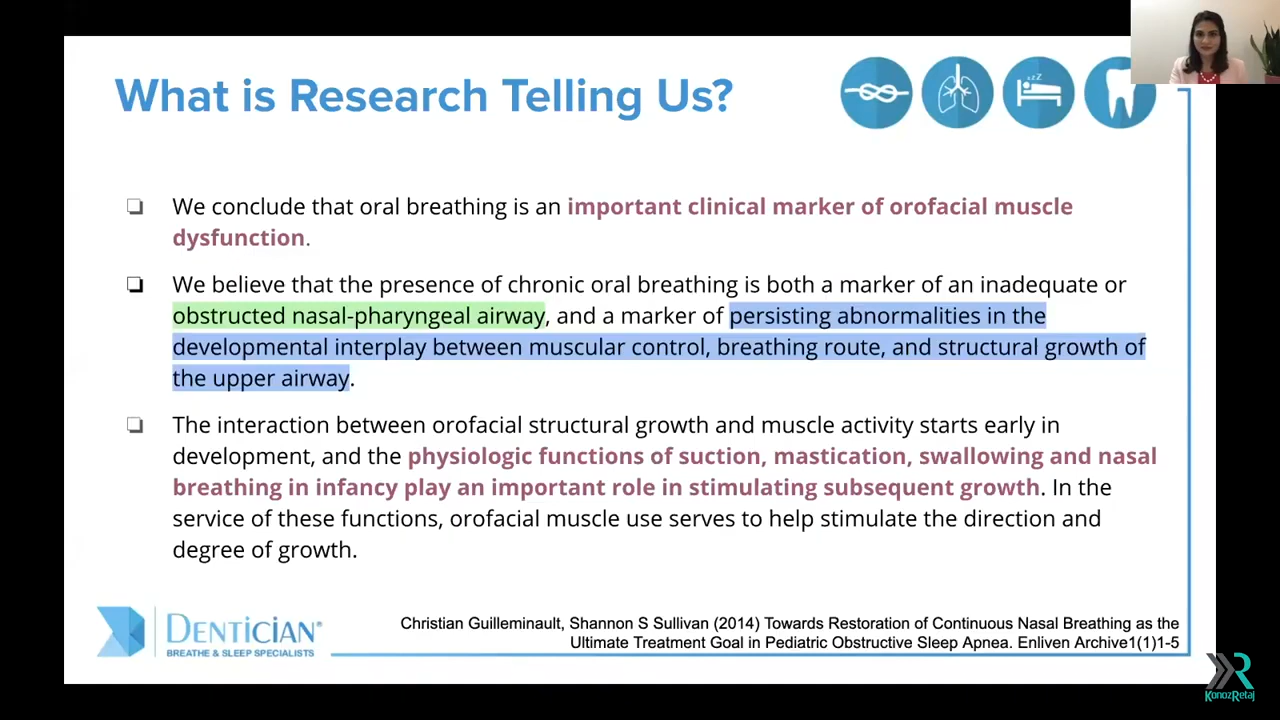 What is Research Telling Us?
zzZ
❏ We conclude that oral breathing is an important clinical marker of orofacial muscle
dysfunction.
❏ We believe that the presence of chronic oral breathing is both a marker of an inadequate or
obstructed nasal-pharyngeal airway, and a marker of persisting abnormalities in the
developmental interplay between muscular control, breathing route, and structural growth of
the upper airway.
❏ The interaction between orofacial structural growth and muscle activity starts early in
development, and the physiologic functions of suction, mastication, swallowing and nasal
breathing in infancy play an important role in stimulating subsequent growth. In the
service of these functions, orofacial muscle use serves to help stimulate the direction and
degree of growth.
DENTiCiAN®
BREATHE & SLEEP SPECIALISTS
Christian Guilleminault, Shannon S Sullivan (2014) Towards Restoration of Continuous Nasal Breathing as the
Ultimate Treatment Goal in Pediatric Obstructive Sleep Apnea. Enliven Archive1(1)1-5
KonozRetaj